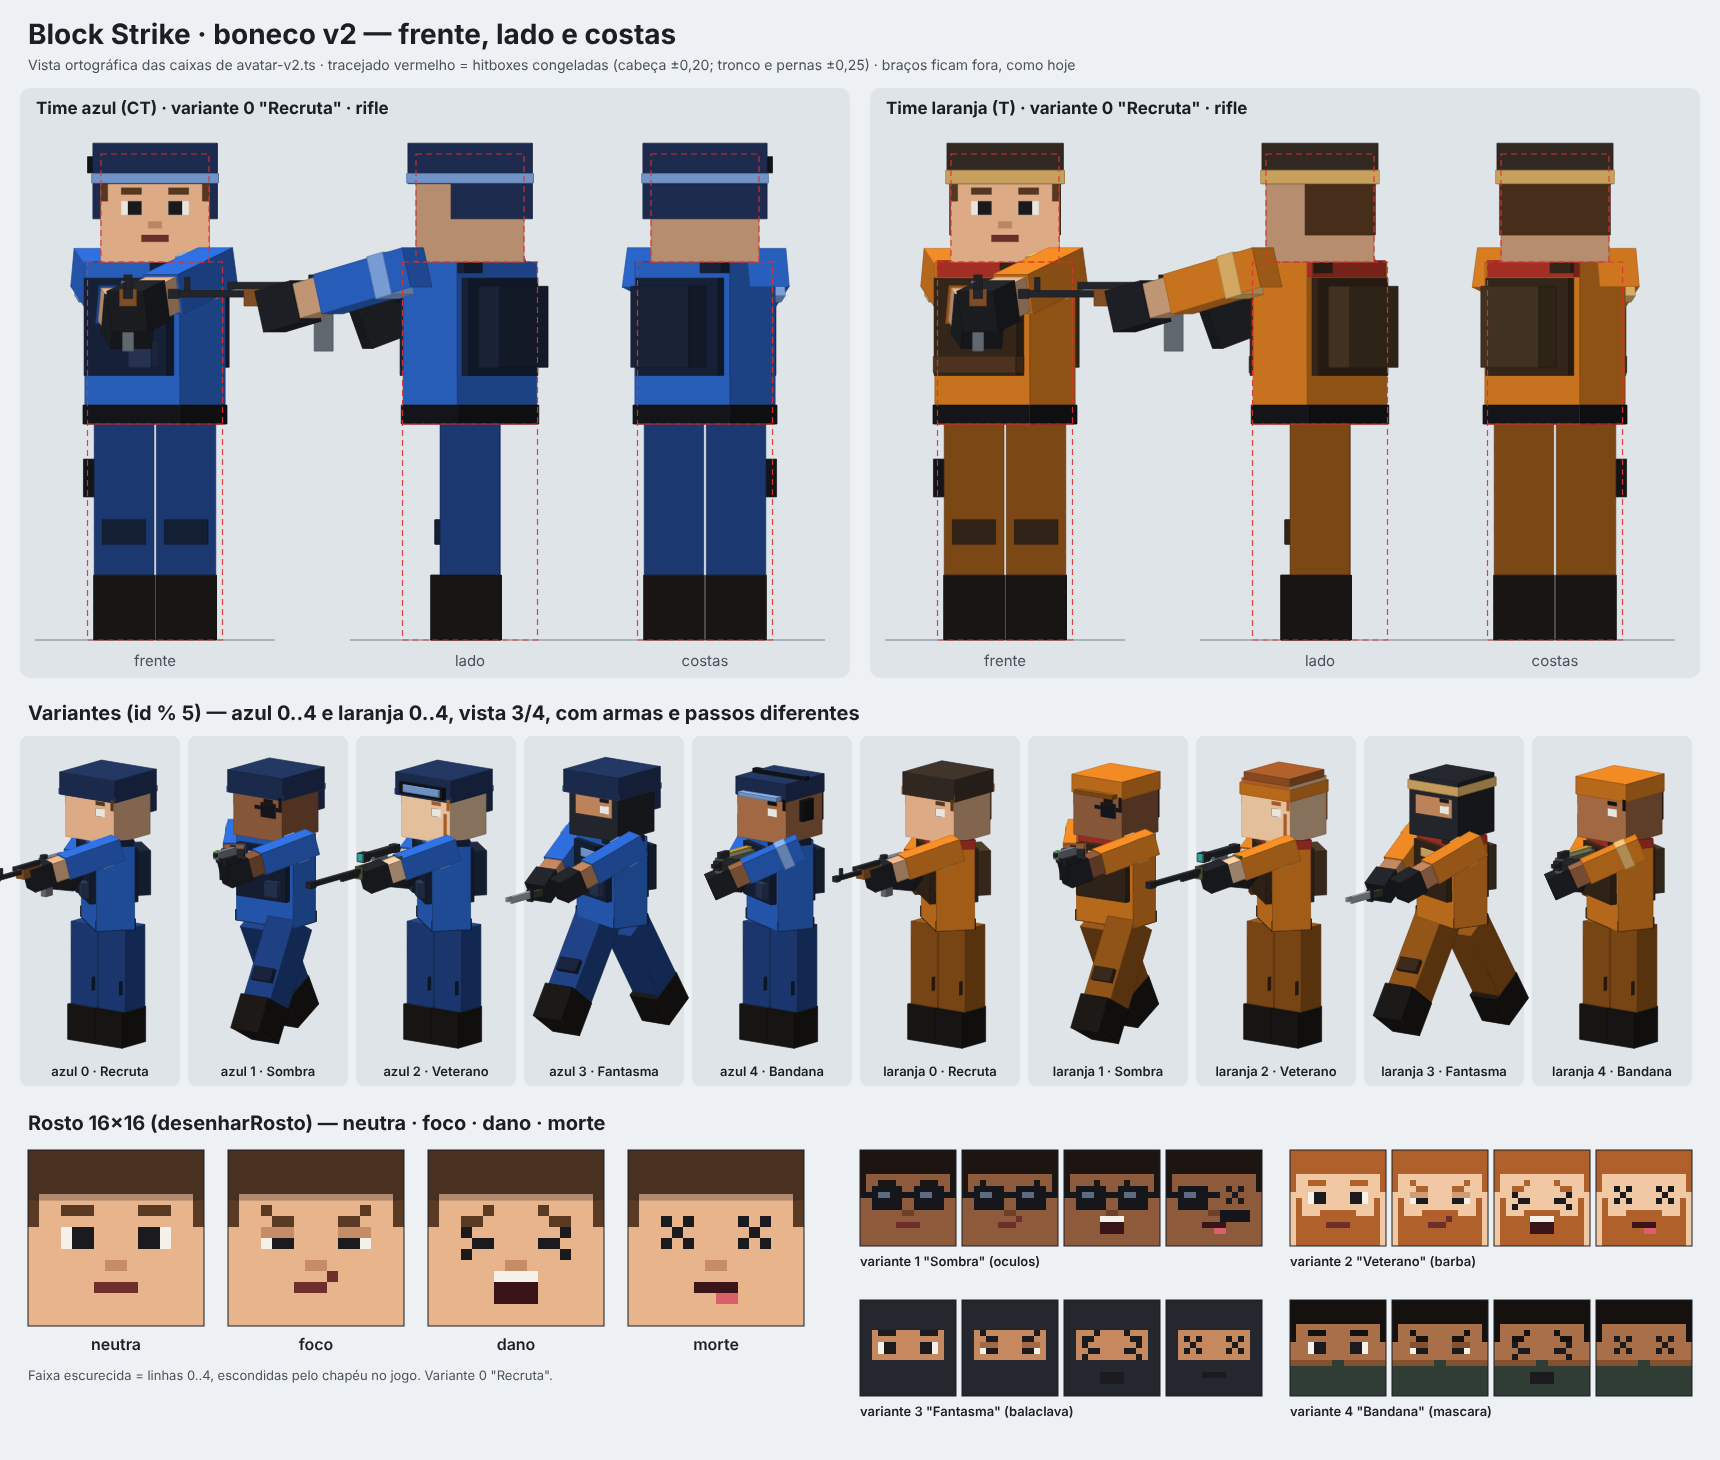 Block Strike · boneco v2 — frente, lado e costas
Vista ortográfica das caixas de avatar-v2.ts · tracejado vermelho = hitboxes congeladas (cabeça ±0,20; tronco e pernas ±0,25) · braços ficam fora, como hoje
Time azul (CT) · variante 0 "Recruta" · rifle
Time laranja (T) · variante 0 "Recruta" · rifle
frente
lado
costas
frente
lado
costas
Variantes (id % 5) — azul 0..4 e laranja 0..4, vista 3/4, com armas e passos diferentes
azul 0 · Recruta
azul 1 · Sombra
azul 2 · Veterano
azul 3 · Fantasma
azul 4 · Bandana
laranja 0 · Recruta
laranja 1 · Sombra
laranja 2 · Veterano
laranja 3 · Fantasma
laranja 4 · Bandana
Rosto 16×16 (desenharRosto) — neutra · foco · dano · morte
neutra
foco
dano
morte
Faixa escurecida = linhas 0..4, escondidas pelo chapéu no jogo. Variante 0 "Recruta".
variante 1 "Sombra" (oculos)
variante 2 "Veterano" (barba)
variante 3 "Fantasma" (balaclava)
variante 4 "Bandana" (mascara)